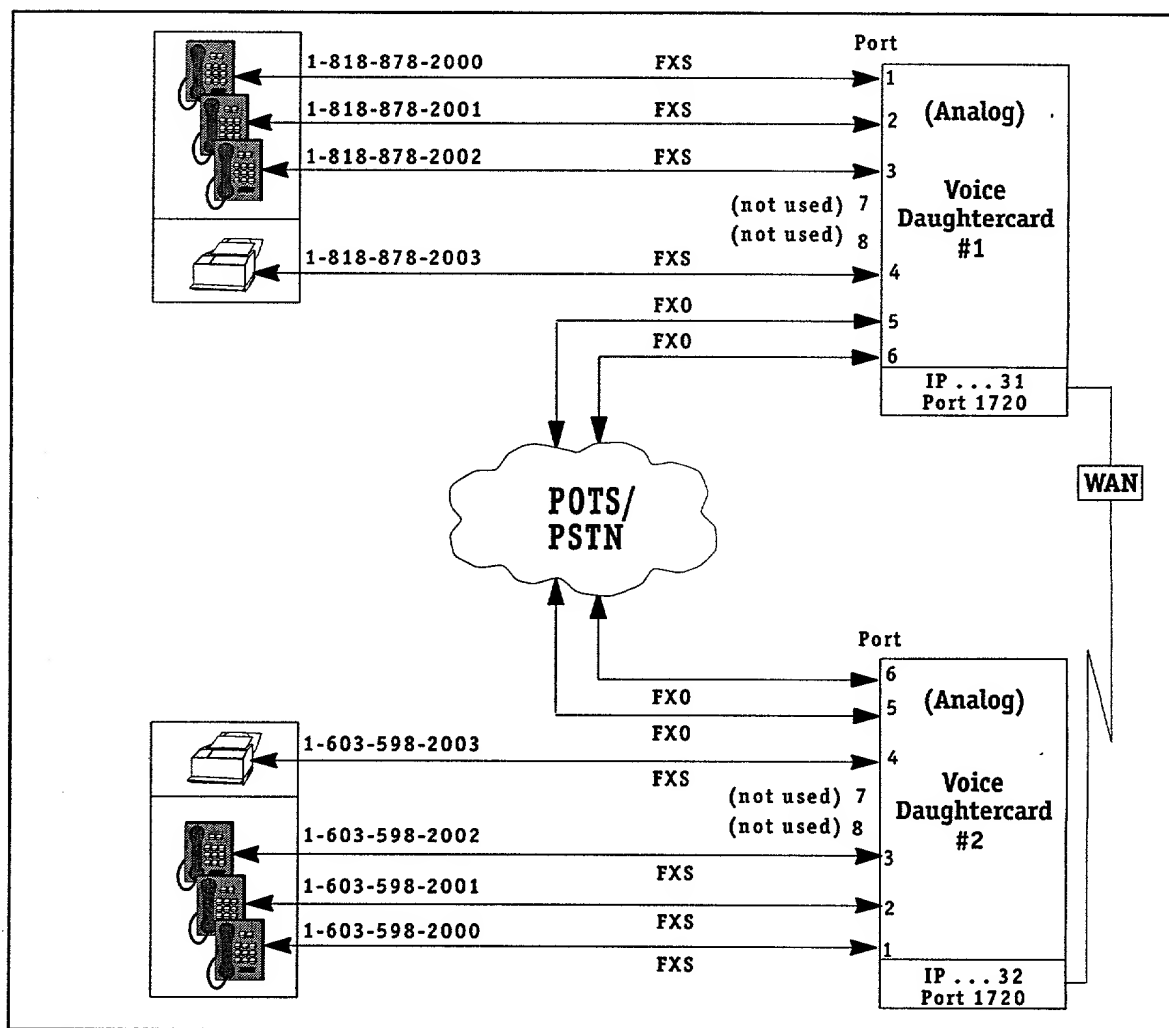 Port
1-818-878-2000 FXS 1
1-818-878-2001 FXS 2
(Analog)
1-818-878-2002 FXS 3
(not used) 7
(not used) 8
Voice
Daughtercard
#1
1-818-878-2003 FXS 4
FXO 5
FXO 6
IP ... 31
Port 1720
WAN
POTS/
PSTN
Port
6
FXO
5
(Analog)
FXO
1-603-598-2003 4
FXS
(not used) 7
(not used) 8
Voice
Daughtercard
#2
1-603-598-2002 3
FXS
1-603-598-2001 2
FXS
1-603-598-2000 1
FXS
IP ... 32
Port 1720